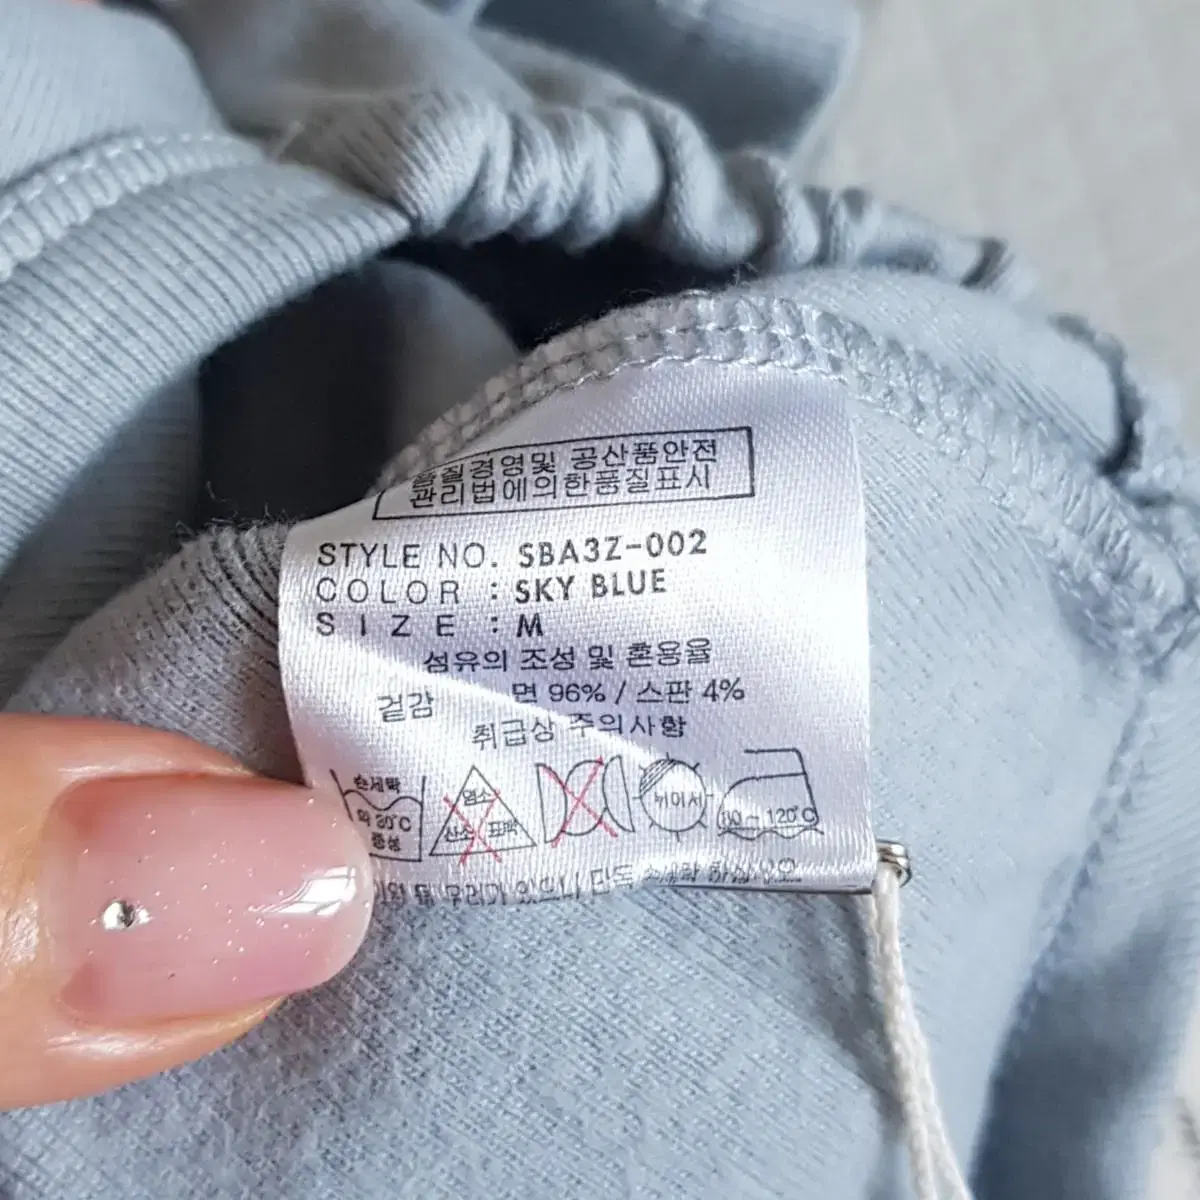 품질경영및 공산품안전
관리법에의한품질표시
STYLE NO. SBA3Z-002
COLOR : SKY BLUE
SIZE : M
섬유의 조성 및 혼용율
겉감 면 96% / 스판 4%
취급상 주의사항
손세탁
약 30°C
중성
염소
산소 표백
뉘어서
80~120°C